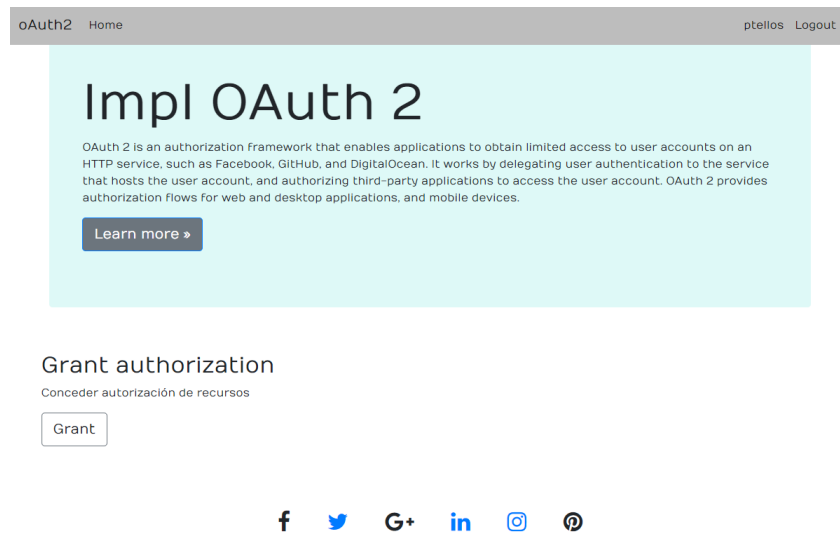 oAuth2 Home ptellos Logout
Impl OAuth 2
OAuth 2 is an authorization framework that enables applications to obtain limited access to user accounts on an
HTTP service, such as Facebook, GitHub, and DigitalOcean. It works by delegating user authentication to the service
that hosts the user account, and authorizing third-party applications to access the user account. OAuth 2 provides
authorization flows for web and desktop applications, and mobile devices.
Learn more »
Grant authorization
Conceder autorización de recursos
Grant